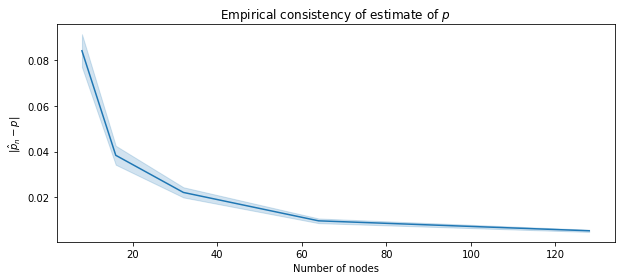 Empirical consistency of estimate of p
|p̂ₙ − p|
0.08
0.06
0.04
0.02
20 40 60 80 100 120
Number of nodes